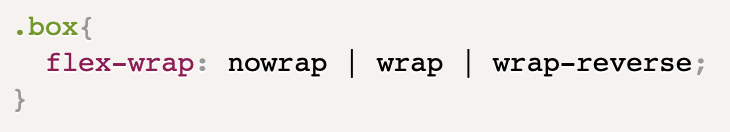 .box{
  flex-wrap: nowrap | wrap | wrap-reverse;
}